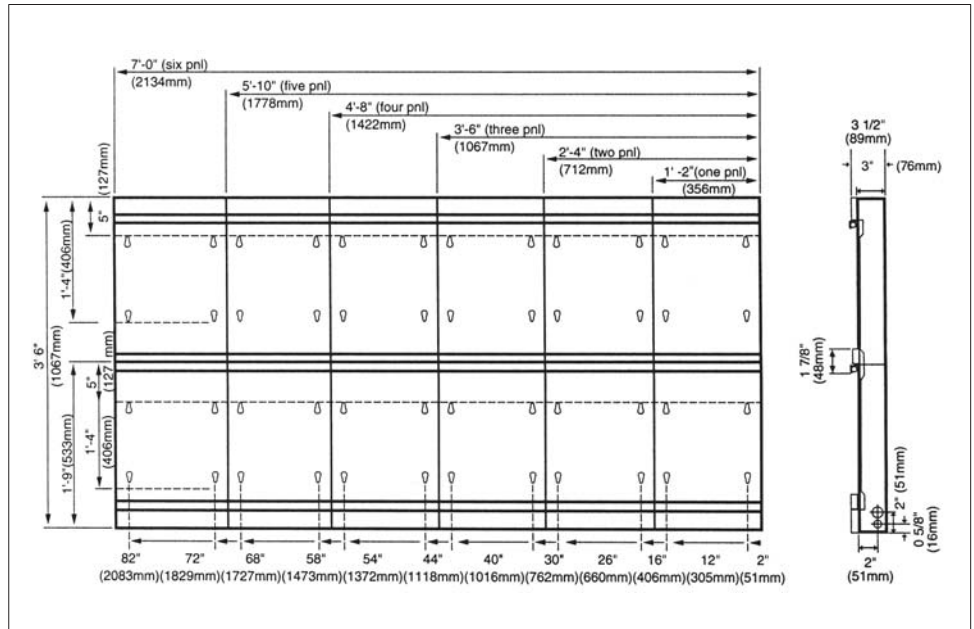 7'-0" (six pnl)
(2134mm)
5'-10" (five pnl)
(1778mm)
4'-8" (four pnl)
(1422mm)
3'-6" (three pnl)
(1067mm)
2'-4" (two pnl)
(712mm)
1' -2"(one pnl)
(356mm)
(127mm)
5"
1'-4"(406mm)
3' 6"
(1067mm)
5"
(127 mm)
1'-4"
(406mm)
1'-9"(533mm)
82" 72" 68" 58" 54" 44" 40" 30" 26" 16" 12" 2"
(2083mm)(1829mm)(1727mm)(1473mm)(1372mm)(1118mm)(1016mm)(762mm)(660mm)(406mm)(305mm)(51mm)
3 1/2"
(89mm)
3" (76mm)
1 7/8"
(48mm)
2" (51mm)
0 5/8"
(16mm)
2"
(51mm)